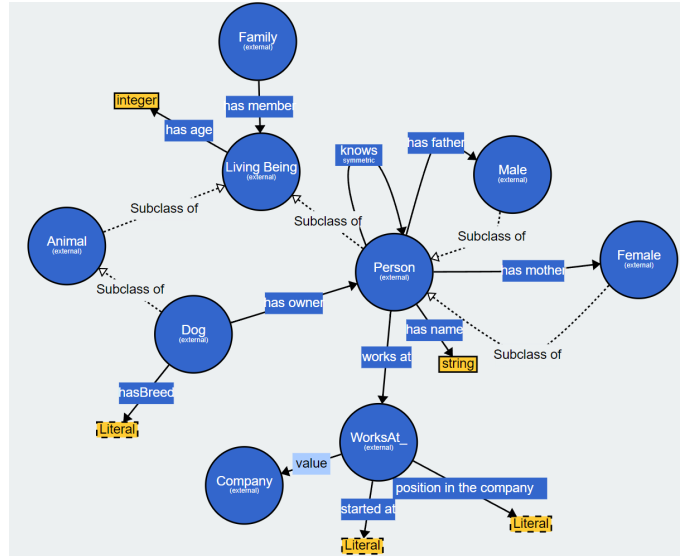 Family
(external)
integer
has member
has age
Living Being
(external)
knows
symmetric
has father
Male
(external)
Subclass of
Subclass of
Subclass of
Animal
(external)
Person
(external)
Female
(external)
has mother
Subclass of
has owner
Dog
(external)
has name
Subclass of
works at
string
hasBreed
Literal
WorksAt_
(external)
value
Company
(external)
position in the company
started at
Literal
Literal